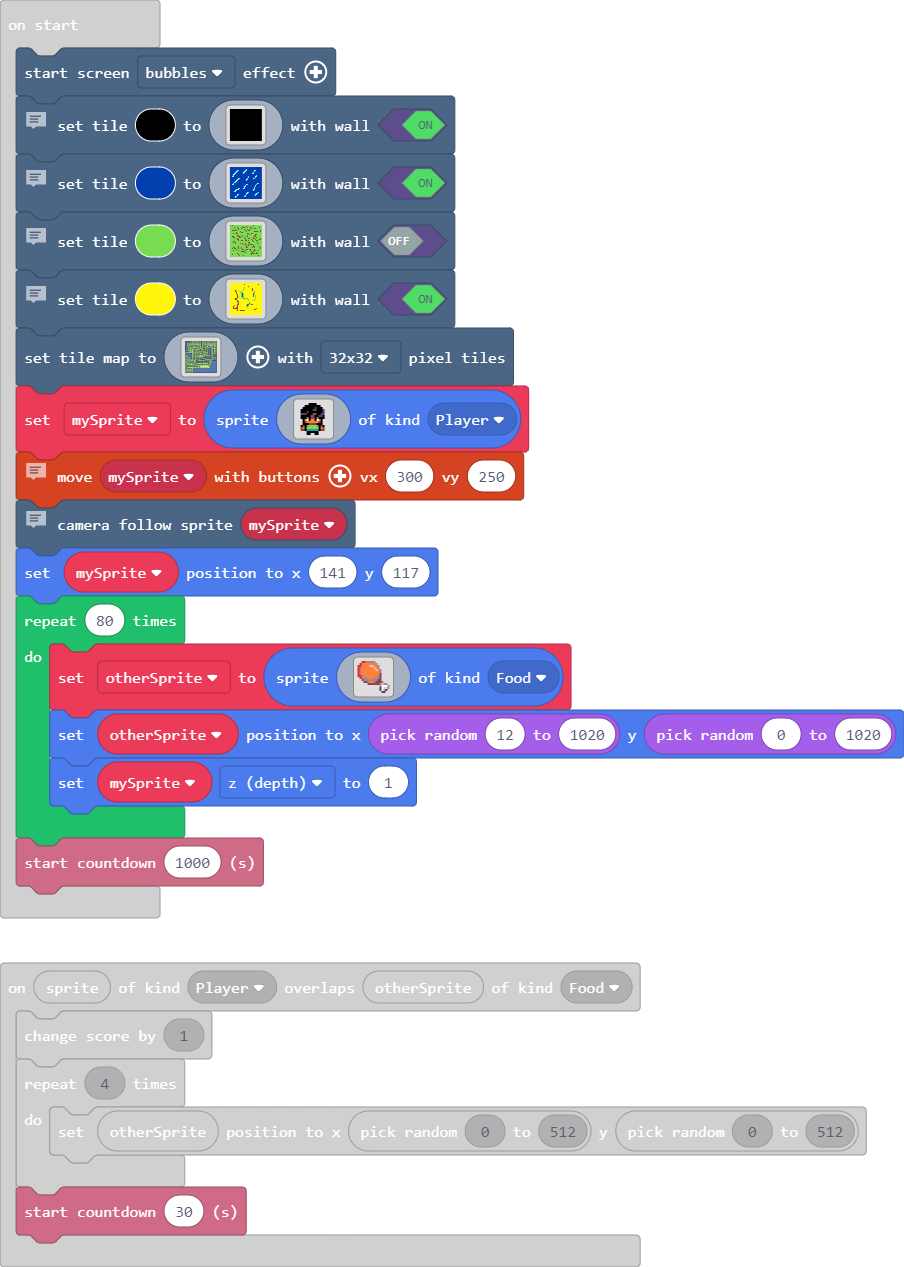 on start
start screen bubbles effect
set tile to with wall ON
set tile to with wall ON
set tile to with wall OFF
set tile to with wall ON
set tile map to with 32x32 pixel tiles
set mySprite to sprite of kind Player
move mySprite with buttons vx 300 vy 250
camera follow sprite mySprite
set mySprite position to x 141 y 117
repeat 80 times
do
set otherSprite to sprite of kind Food
set otherSprite position to x pick random 12 to 1020 y pick random 0 to 1020
set mySprite z (depth) to 1
start countdown 1000 (s)
on sprite of kind Player overlaps otherSprite of kind Food
change score by 1
repeat 4 times
do
set otherSprite position to x pick random 0 to 512 y pick random 0 to 512
start countdown 30 (s)